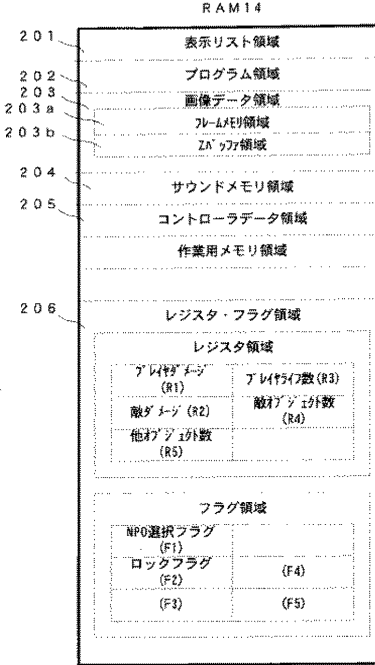 RAM14
201
表示リスト領域
202
プログラム領域
203
画像データ領域
203a
フレームメモリ領域
203b
Zバッファ領域
204
サウンドメモリ領域
205
コントローラデータ領域
作業用メモリ領域
206
レジスタ・フラグ領域
レジスタ領域
プレイヤダメージ
(R1)
プレイヤライフ数(R3)
敵ダメージ(R2)
敵オブジェクト数
(R4)
他オブジェクト数
(R5)
フラグ領域
NPO選択フラグ
(F1)
ロックフラグ
(F2)
(F4)
(F3)
(F5)